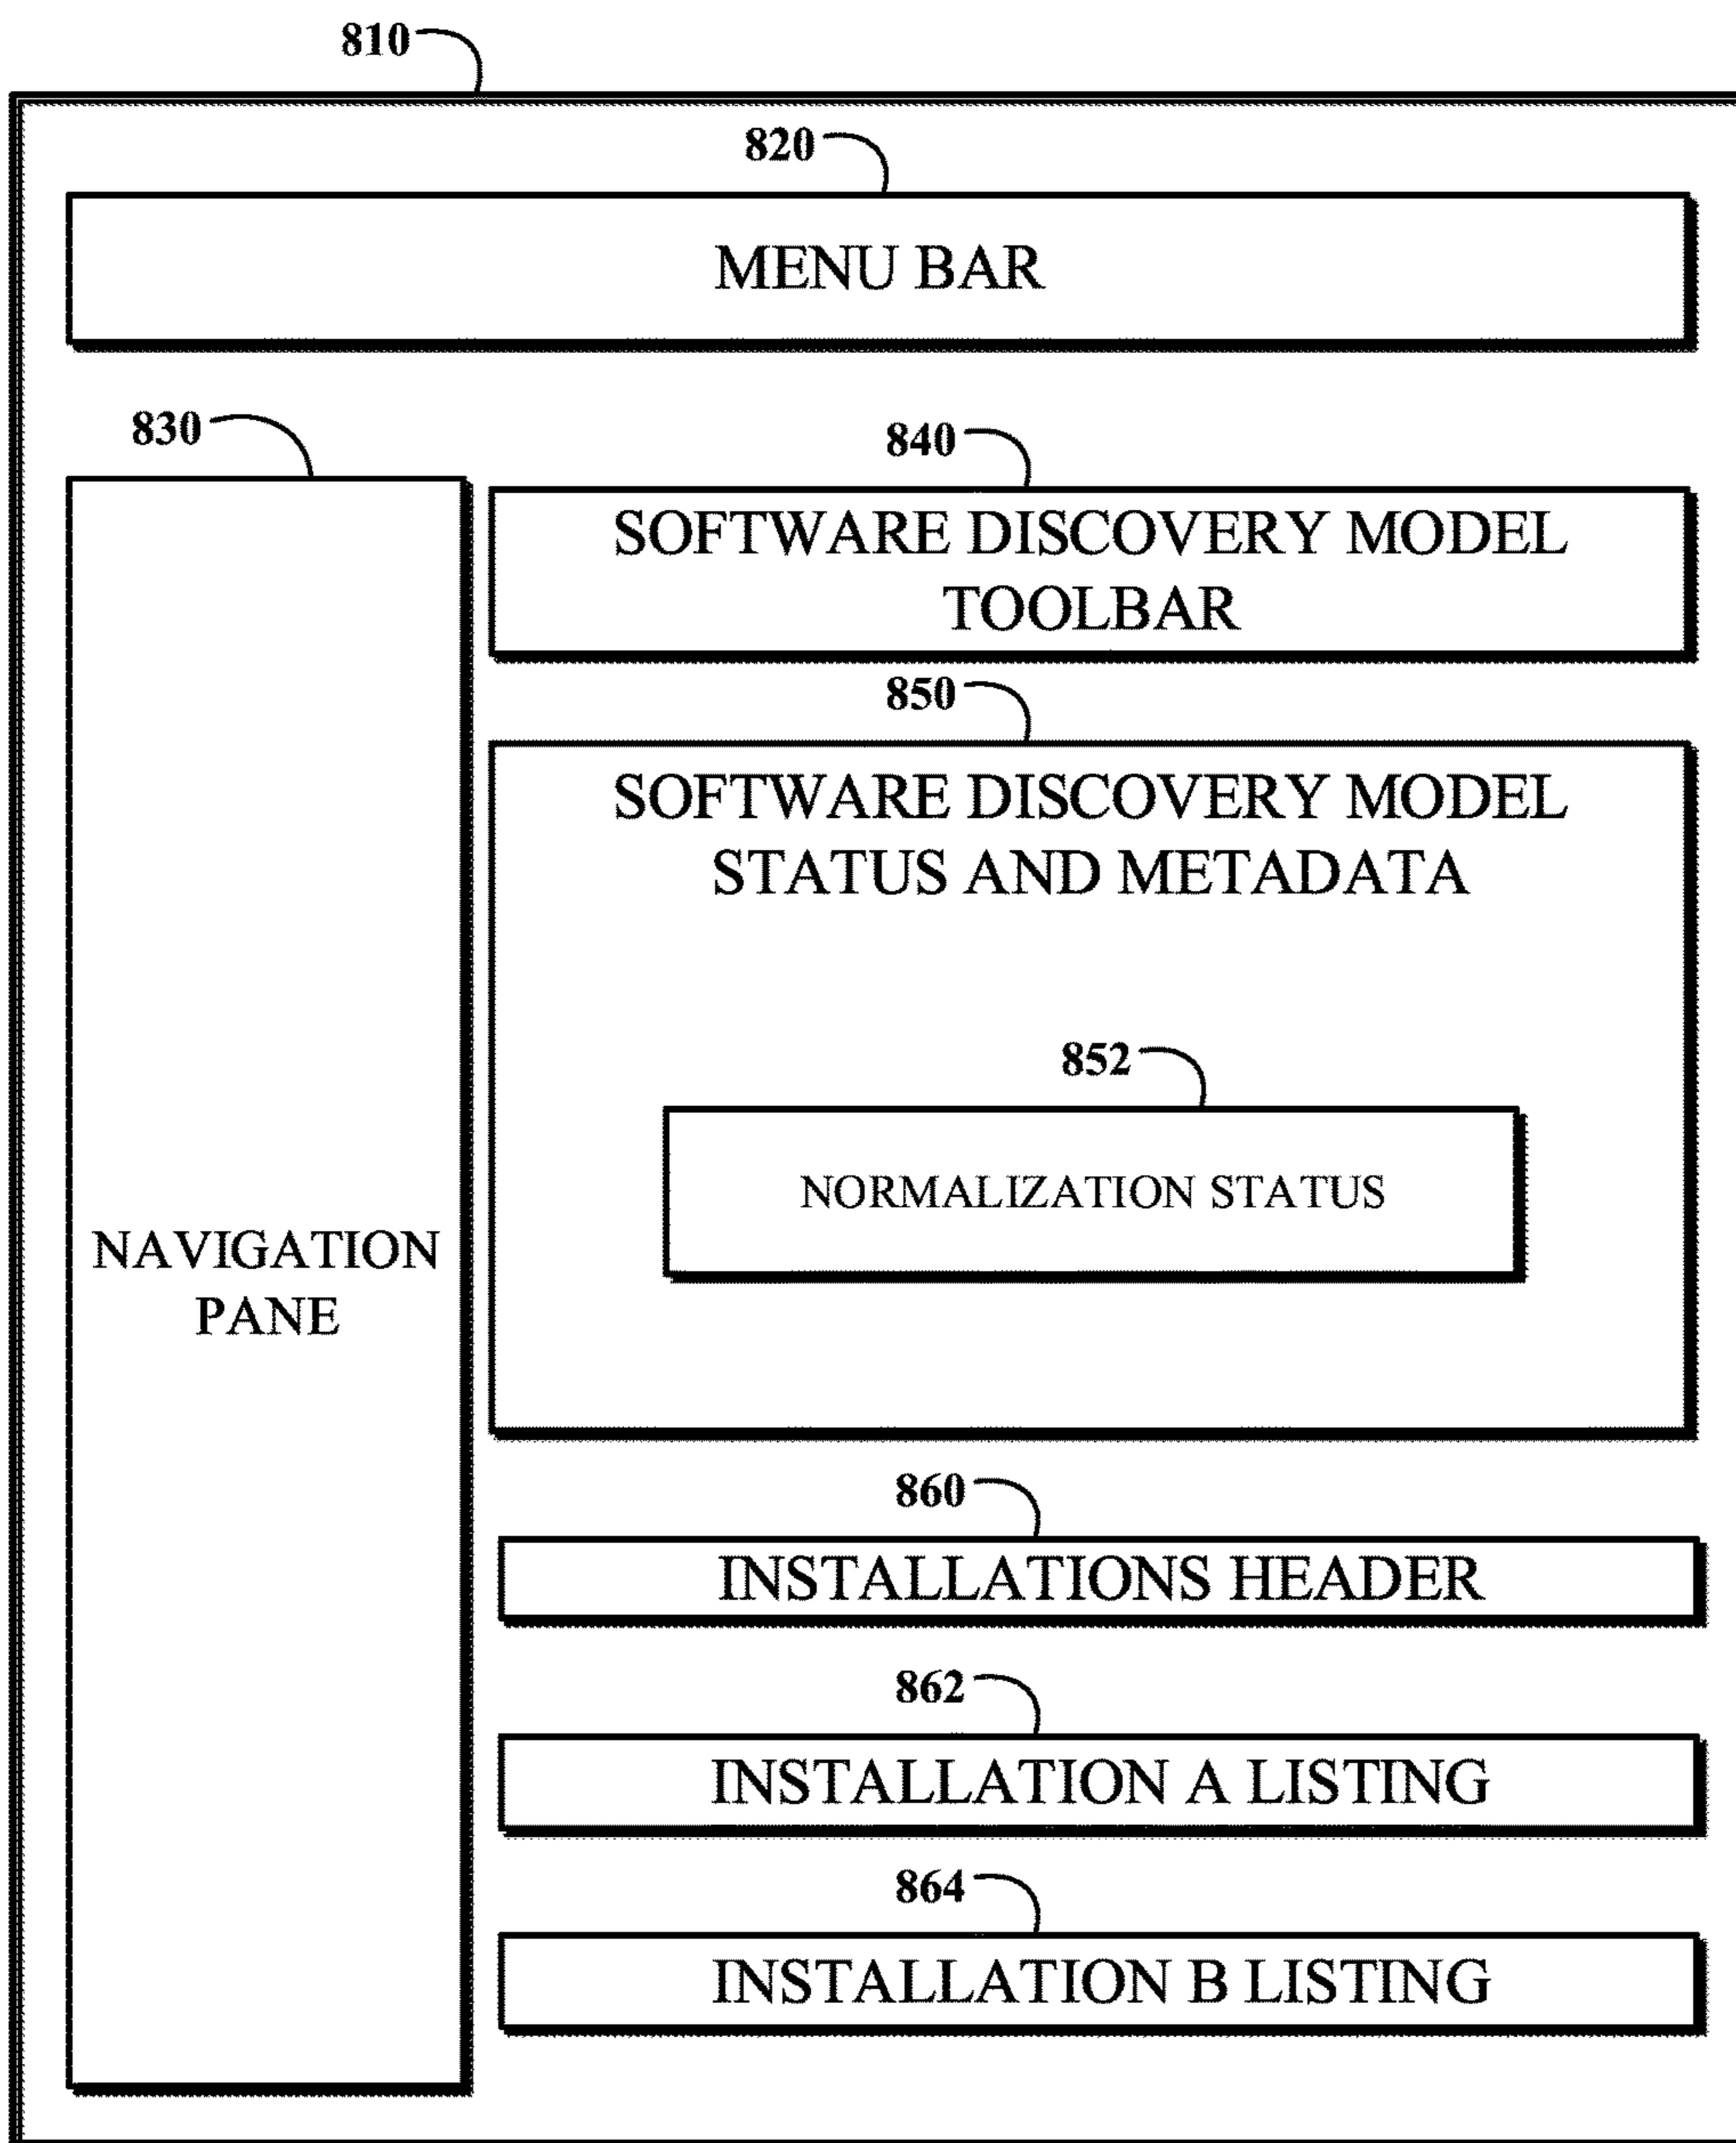 810
820
MENU BAR
830
840
SOFTWARE DISCOVERY MODEL
TOOLBAR
850
SOFTWARE DISCOVERY MODEL
STATUS AND METADATA
852
NORMALIZATION STATUS
NAVIGATION
PANE
860
INSTALLATIONS HEADER
862
INSTALLATION A LISTING
864
INSTALLATION B LISTING